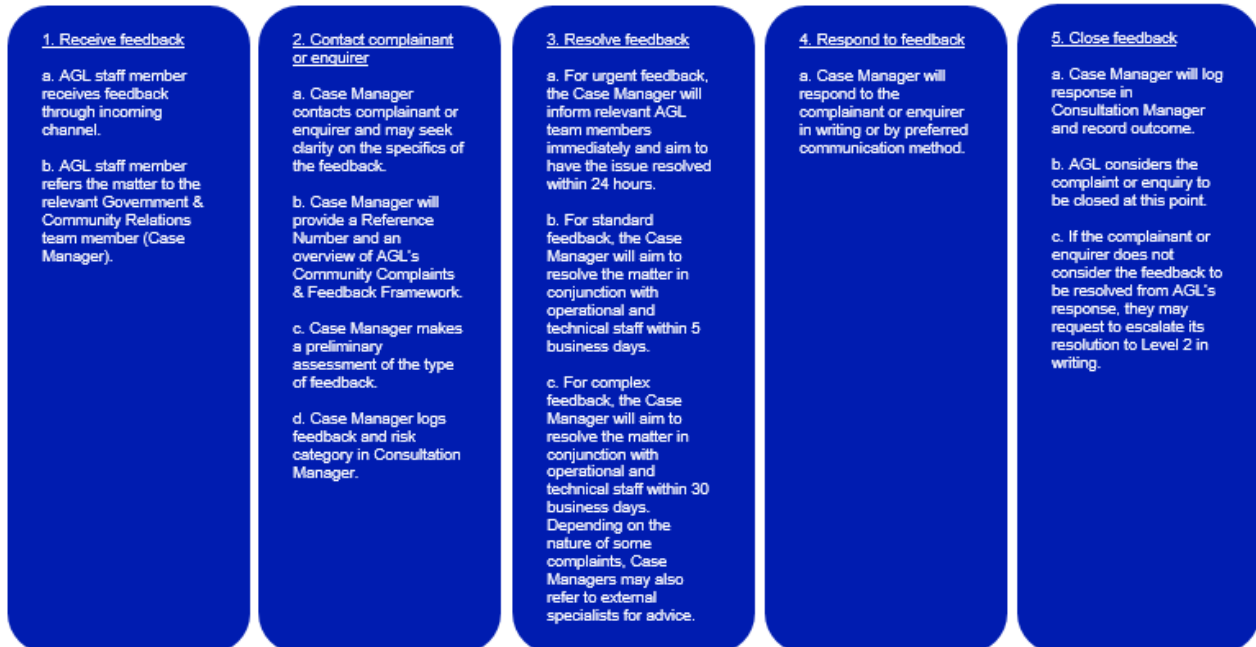 1. Receive feedback
a. AGL staff member
receives feedback
through incoming
channel.
b. AGL staff member
refers the matter to the
relevant Government &
Community Relations
team member (Case
Manager).
2. Contact complainant
or enquirer
a. Case Manager
contacts complainant or
enquirer and may seek
clarity on the specifics of
the feedback.
b. Case Manager will
provide a Reference
Number and an
overview of AGL's
Community Complaints
& Feedback Framework.
c. Case Manager makes
a preliminary
assessment of the type
of feedback.
d. Case Manager logs
feedback and risk
category in Consultation
Manager.
3. Resolve feedback
a. For urgent feedback,
the Case Manager will
inform relevant AGL
team members
immediately and aim to
have the issue resolved
within 24 hours.
b. For standard
feedback, the Case
Manager will aim to
resolve the matter in
conjunction with
operational and
technical staff within 5
business days.
c. For complex
feedback, the Case
Manager will aim to
resolve the matter in
conjunction with
operational and
technical staff within 30
business days.
Depending on the
nature of some
complaints, Case
Managers may also
refer to external
specialists for advice.
4. Respond to feedback
a. Case Manager will
respond to the
complainant or enquirer
in writing or by preferred
communication method.
5. Close feedback
a. Case Manager will log
response in
Consultation Manager
and record outcome.
b. AGL considers the
complaint or enquiry to
be closed at this point.
c. If the complainant or
enquirer does not
consider the feedback to
be resolved from AGL's
response, they may
request to escalate its
resolution to Level 2 in
writing.